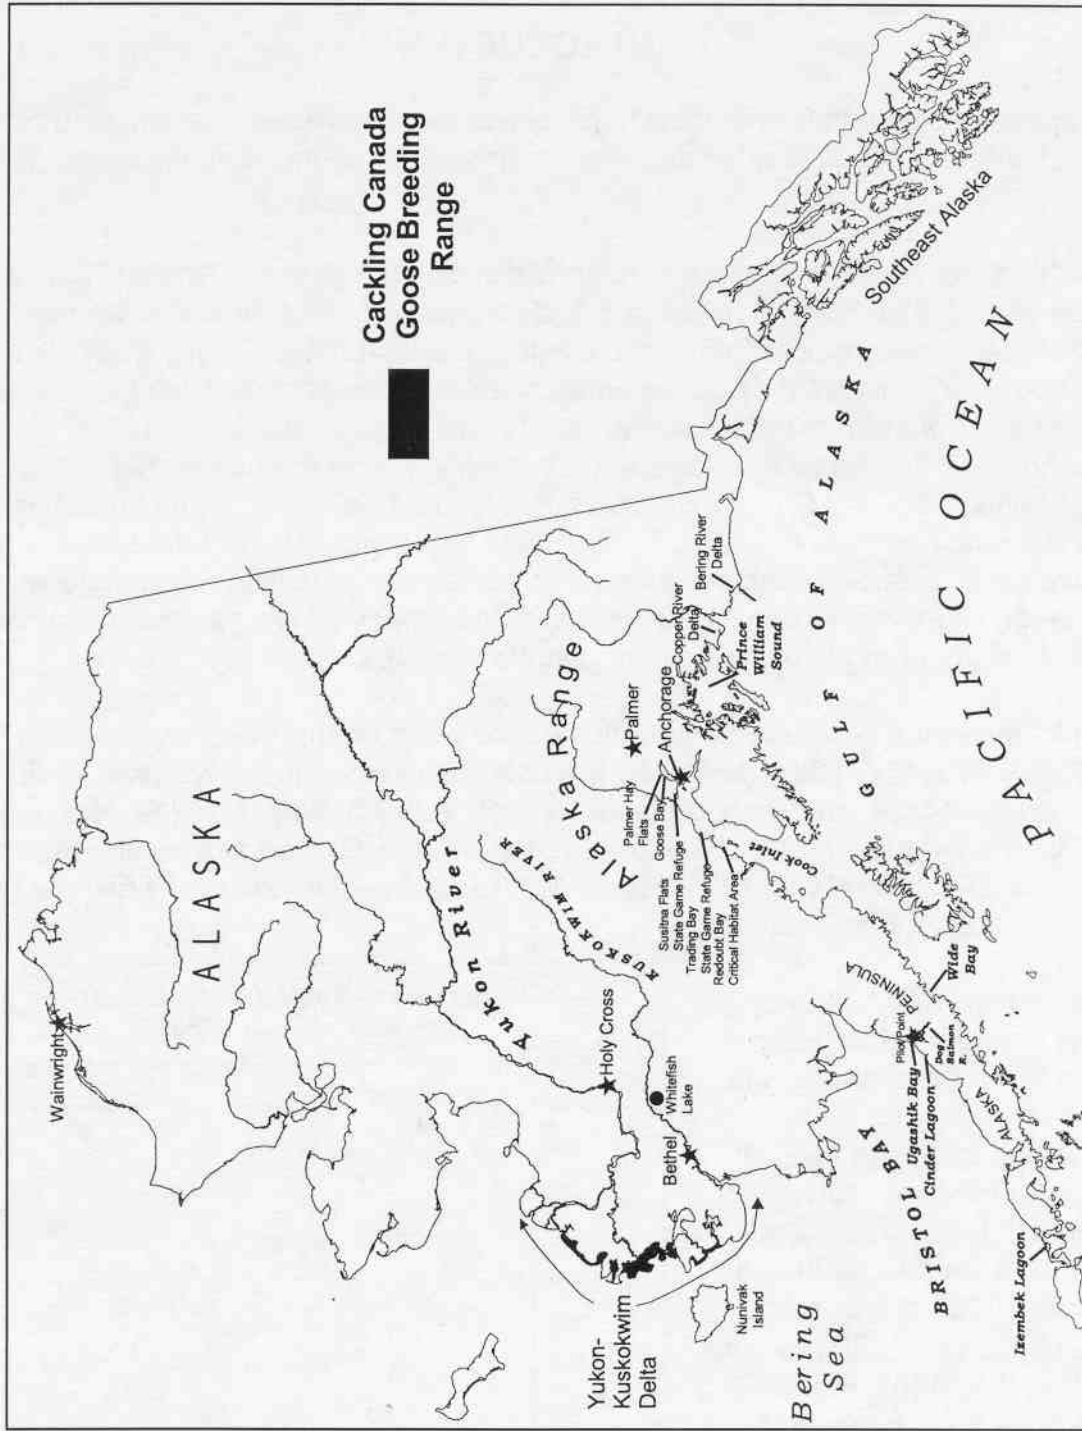 Cackling Canada
Goose Breeding
Range
Wainwright
ALASKA
Yukon River
KUSKOKWIM RIVER
Alaska Range
Holy Cross
Whitefish
Lake
Bethel
Yukon-
Kuskokwim
Delta
Nunivak
Island
Bering
Sea
Palmer
Anchorage
Palmer Hay
Flats
Goose Bay
Susitna Flats
State Game Refuge
Trading Bay
State Game Refuge
Redoubt Bay
Critical Habitat Area
Cook Inlet
Copper River
Delta
Bering River
Delta
Prince
William
Sound
Southeast Alaska
GULF OF ALASKA
PACIFIC OCEAN
BRISTOL BAY
Ugashik Bay
Cinder Lagoon
Pilot Point
Dog
Salmon
R.
ALASKA PENINSULA
Wide
Bay
Izembek Lagoon